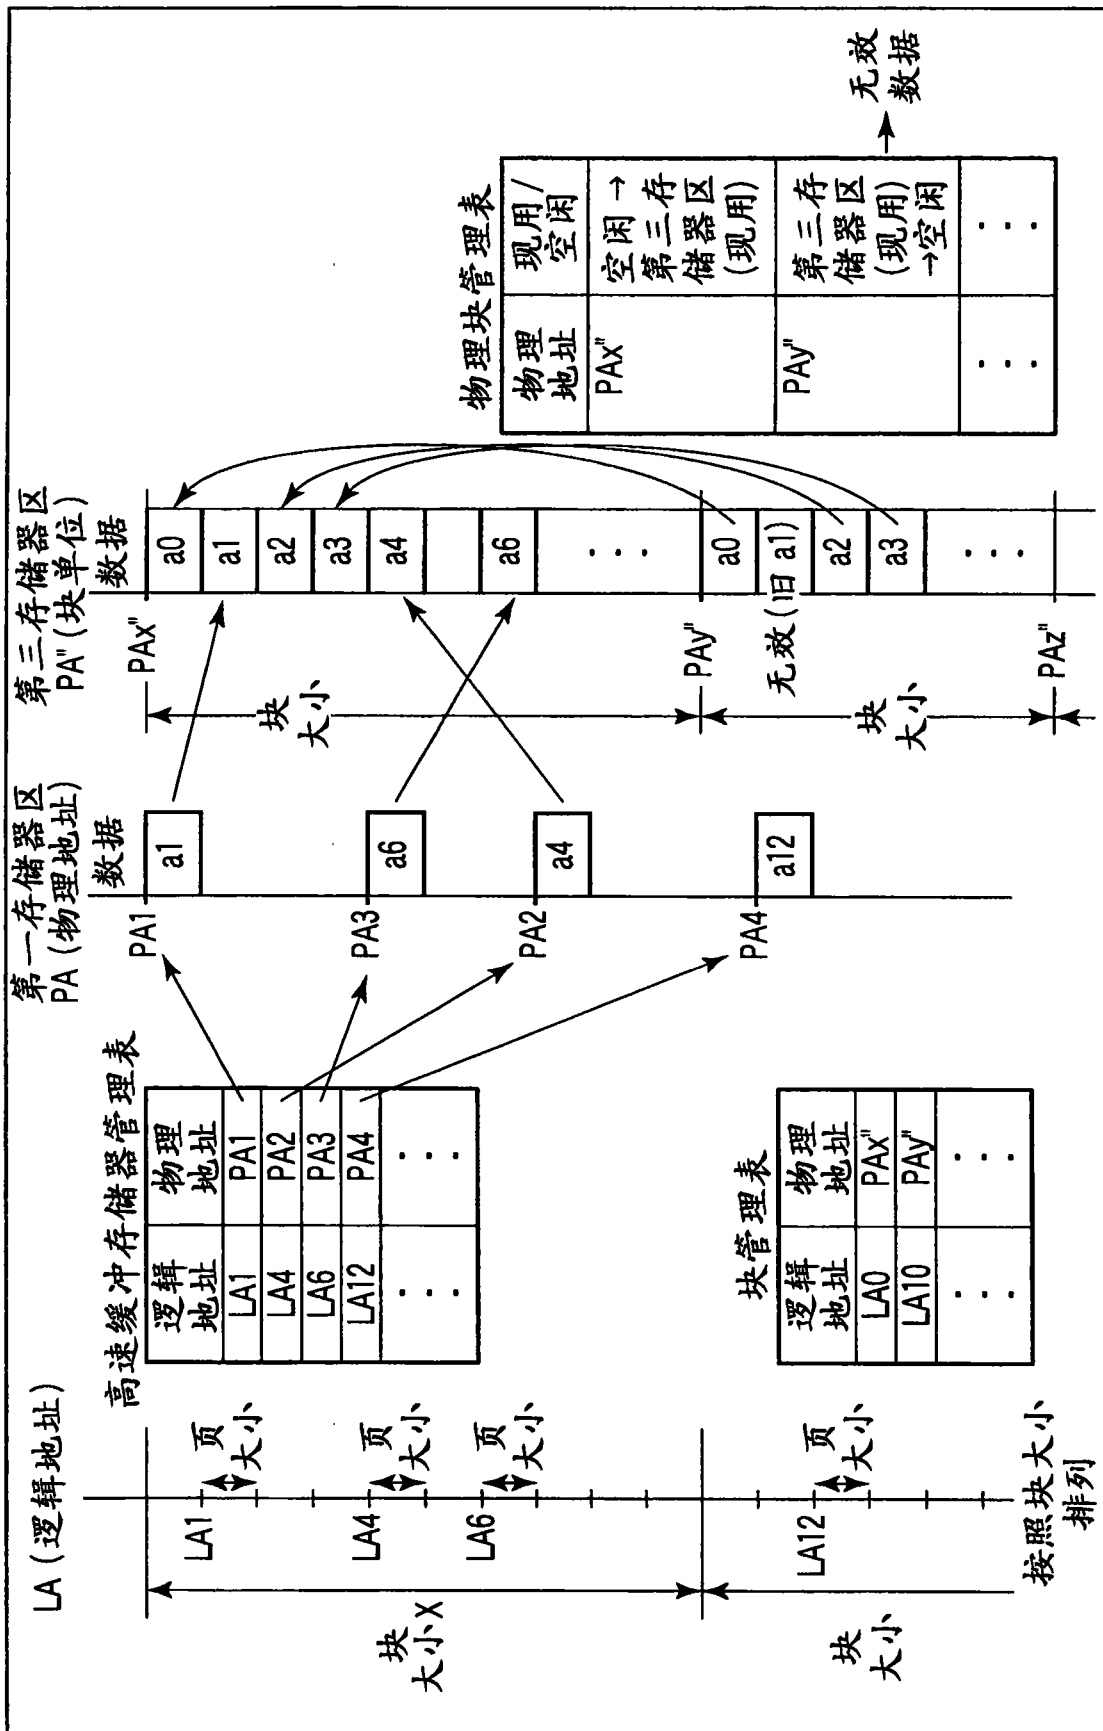 LA (逻辑地址)
LA1
页
大小
LA4
页
大小
LA6
页
大小
LA12
页
大小
块
大小X
块
大小
按照块大小
排列
高速缓冲存储器管理表
逻辑
地址
物理
地址
LA1 PA1
LA4 PA2
LA6 PA3
LA12 PA4
· · · · · ·
块管理表
逻辑
地址
物理
地址
LA0 PAx"
LA10 PAy"
· · · · · ·
第一存储器区
PA (物理地址)
数据
PA1
a1
PA3
a6
PA2
a4
PA4
a12
第三存储器区
PA" (块单位)
数据
PAx"
a0
a1
a2
a3
a4
a6
· · ·
块
大小
PAy"
a0
无效 (旧 a1)
a2
a3
· · ·
块
大小
PAz"
物理块管理表
物理
地址
现用 /
空闲
PAx"
空闲 →
第三存
储器区
(现用)
PAy"
第三存
储器区
(现用)
→空闲
· · · · · ·
无效
数据